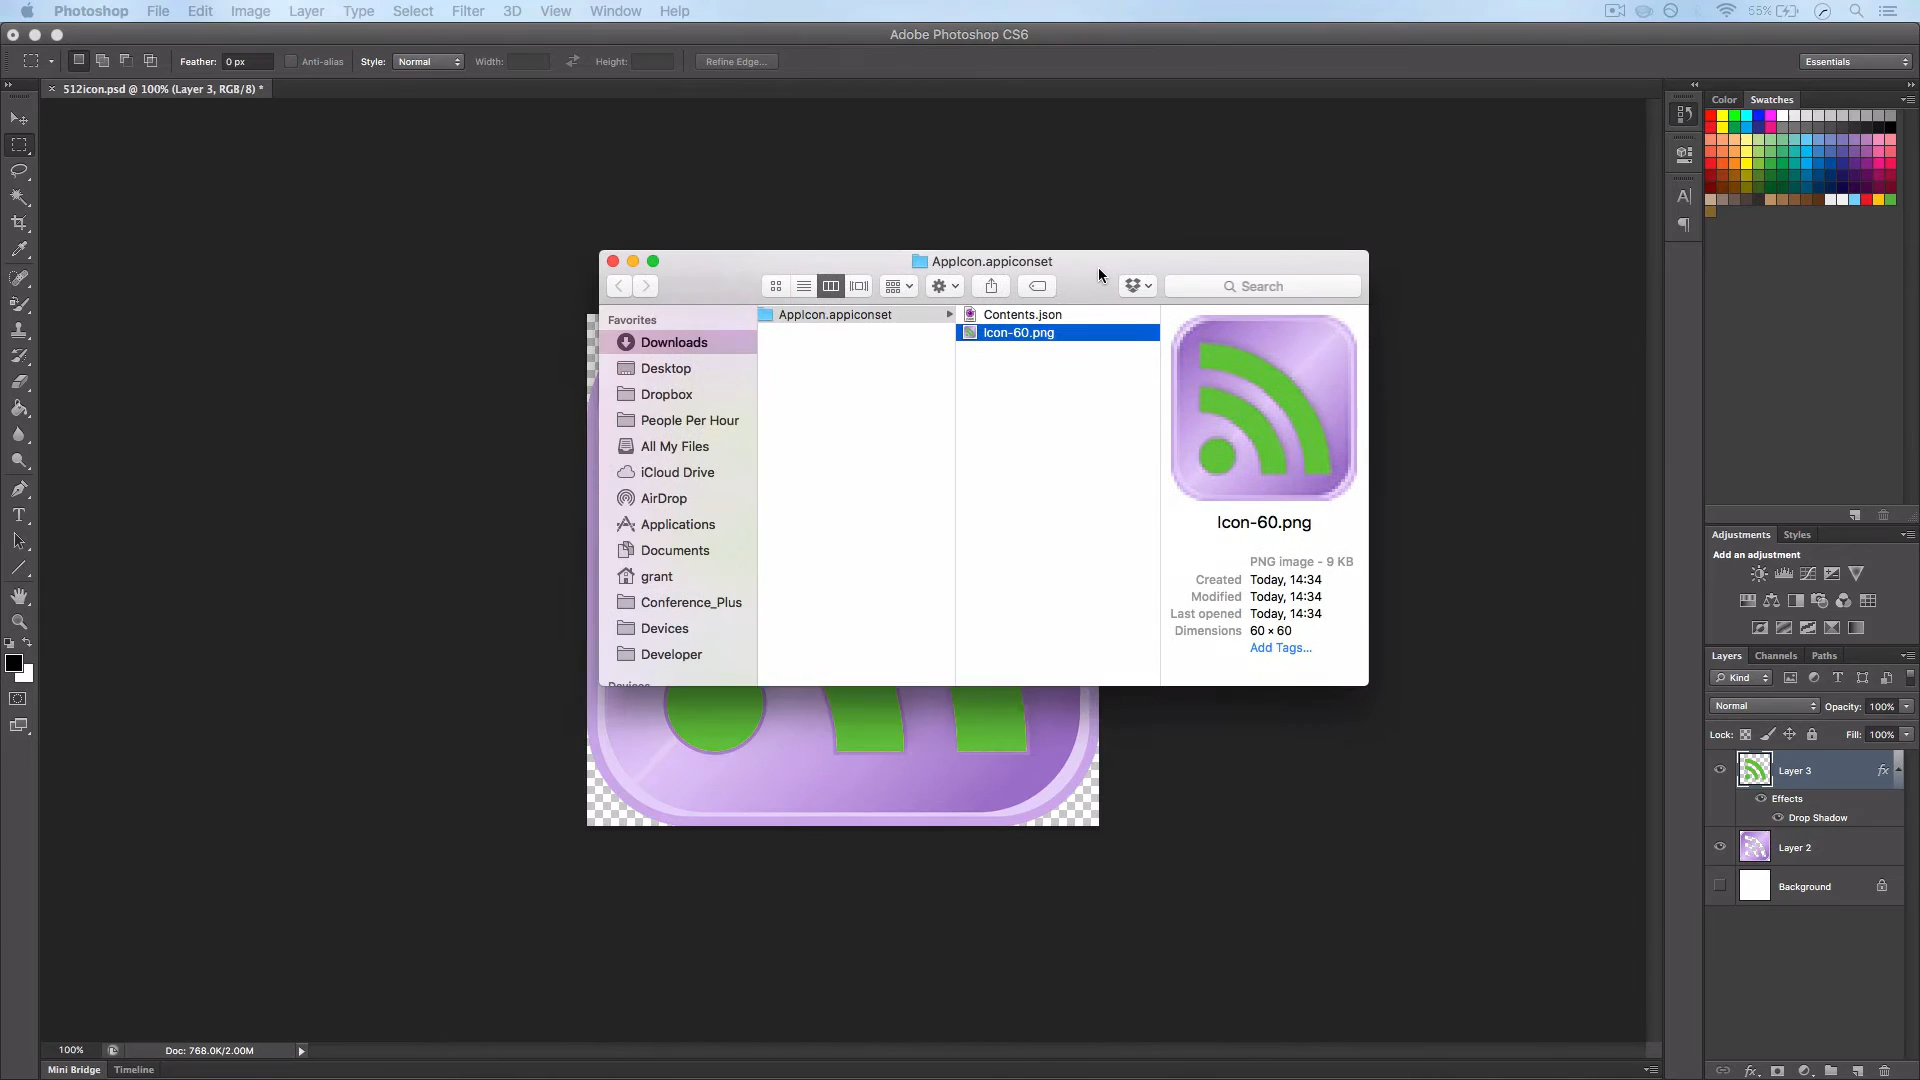 Photoshop File Edit Image Layer Type Select Filter 3D View Window Help 55%
Adobe Photoshop CS6
Feather: 0 px Anti-alias Style: Normal Width: Height: Refine Edge... Essentials
512icon.psd @ 100% (Layer 3, RGB/8) *
Color Swatches
AppIcon.appiconset
Search
Favorites
Downloads
Desktop
Dropbox
People Per Hour
All My Files
iCloud Drive
AirDrop
Applications
Documents
grant
Conference_Plus
Devices
Developer
Devices
AppIcon.appiconset
Contents.json
Icon-60.png
Icon-60.png
PNG image - 9 KB
Created Today, 14:34
Modified Today, 14:34
Last opened Today, 14:34
Dimensions 60 × 60
Add Tags...
Adjustments Styles
Add an adjustment
Layers Channels Paths
Kind
Normal Opacity: 100%
Lock: Fill: 100%
Layer 3 fx
Effects
Drop Shadow
Layer 2
Background
100% Doc: 768.0K/2.00M
Mini Bridge Timeline